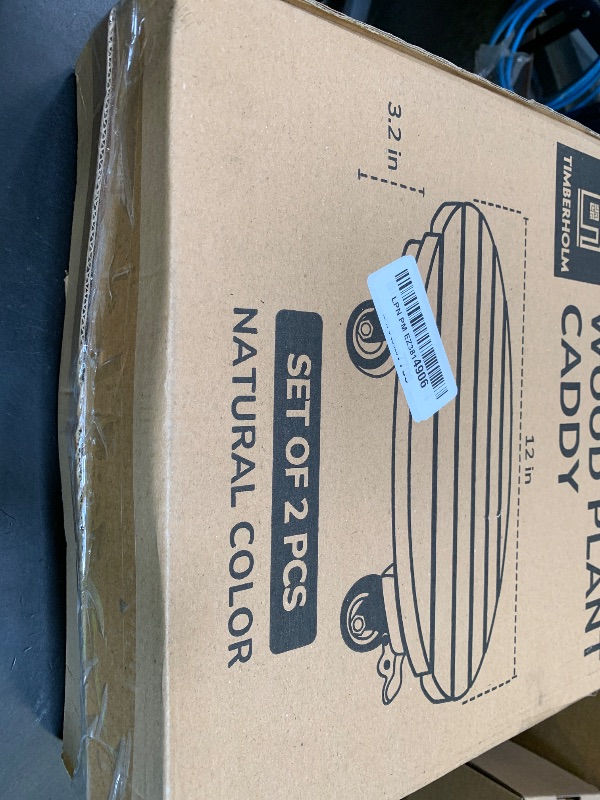 TIMBERHOLM
WOOD PLANT
CADDY
12 in
3.2 in
SET OF 2 PCS
NATURAL COLOR